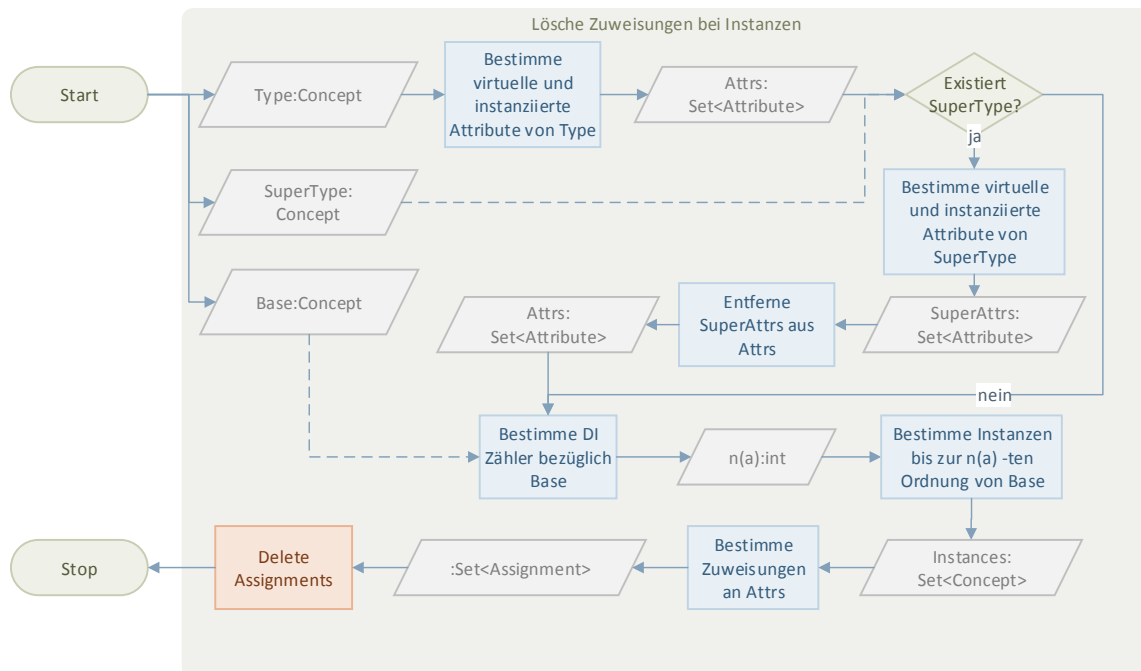 Lösche Zuweisungen bei Instanzen
Start
Type:Concept
Bestimme
virtuelle und
instanziierte
Attribute von Type
Attrs:
Set<Attribute>
Existiert
SuperType?
ja
SuperType:
Concept
Bestimme virtuelle
und instanziierte
Attribute von
SuperType
Base:Concept
Attrs:
Set<Attribute>
Entferne
SuperAttrs aus
Attrs
SuperAttrs:
Set<Attribute>
nein
Bestimme DI
Zähler bezüglich
Base
n(a):int
Bestimme Instanzen
bis zur n(a) -ten
Ordnung von Base
Stop
Delete
Assignments
:Set<Assignment>
Bestimme
Zuweisungen
an Attrs
Instances:
Set<Concept>